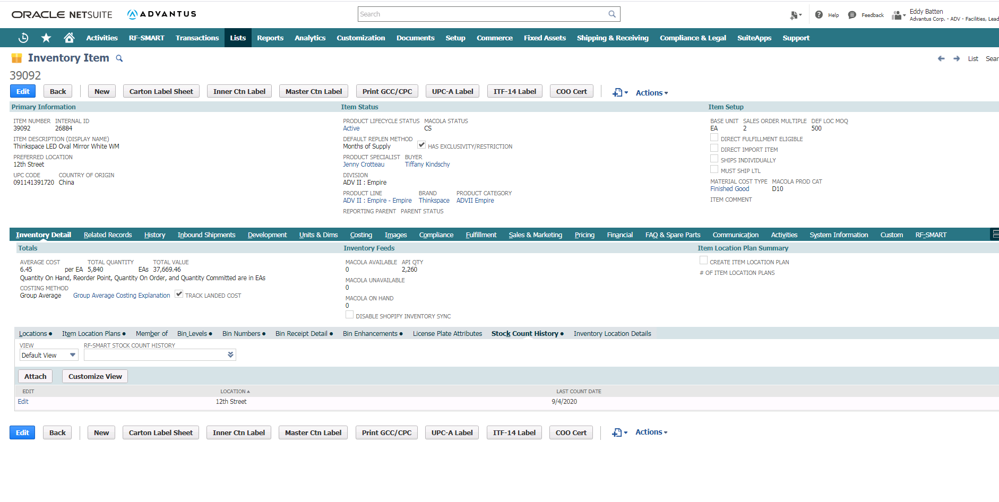 ORACLE NETSUITE ADVANTUS Search Help Feedback Eddy Batten
Advantus Corp. - ADV - Facilities, Lead
Activities RF-SMART Transactions Lists Reports Analytics Customization Documents Setup Commerce Fixed Assets Shipping & Receiving Compliance & Legal SuiteApps Support
Inventory Item List Sear
39092
Edit Back New Carton Label Sheet Inner Ctn Label Master Ctn Label Print GCC/CPC UPC-A Label ITF-14 Label COO Cert Actions
Primary Information
ITEM NUMBER INTERNAL ID
39092 26884
ITEM DESCRIPTION (DISPLAY NAME)
Thinkspace LED Oval Mirror White WM
PREFERRED LOCATION
12th Street
UPC CODE COUNTRY OF ORIGIN
091141391720 China
Item Status
PRODUCT LIFECYCLE STATUS MACOLA STATUS
Active CS
DEFAULT REPLEN METHOD
Months of Supply HAS EXCLUSIVITY/RESTRICTION
PRODUCT SPECIALIST BUYER
Jenny Crotteau Tiffany Kindschy
DIVISION
ADV II : Empire
PRODUCT LINE BRAND PRODUCT CATEGORY
ADV II : Empire - Empire Thinkspace ADVII Empire
REPORTING PARENT PARENT STATUS
Item Setup
BASE UNIT SALES ORDER MULTIPLE DEF LOC MOQ
EA 2 500
DIRECT FULFILLMENT ELIGIBLE
DIRECT IMPORT ITEM
SHIPS INDIVIDUALLY
MUST SHIP LTL
MATERIAL COST TYPE MACOLA PROD CAT
Finished Good D10
ITEM COMMENT
Inventory Detail Related Records History Inbound Shipments Development Units & Dims Costing Images Compliance Fulfillment Sales & Marketing Pricing Financial FAQ & Spare Parts Communication Activities System Information Custom RF-SMART
Totals
AVERAGE COST TOTAL QUANTITY TOTAL VALUE
6.45 per EA 5,840 EAs 37,669.46
Quantity On Hand, Reorder Point, Quantity On Order, and Quantity Committed are in EAs
COSTING METHOD
Group Average Group Average Costing Explanation TRACK LANDED COST
Inventory Feeds
MACOLA AVAILABLE API QTY
0 2,260
MACOLA UNAVAILABLE
0
MACOLA ON HAND
0
DISABLE SHOPIFY INVENTORY SYNC
Item Location Plan Summary
CREATE ITEM LOCATION PLAN
# OF ITEM LOCATION PLANS
Locations • Item Location Plans • Member of Bin Levels • Bin Numbers • Bin Receipt Detail • Bin Enhancements • License Plate Attributes Stock Count History • Inventory Location Details
VIEW RF-SMART STOCK COUNT HISTORY
Default View
Attach Customize View
EDIT LOCATION LAST COUNT DATE
Edit 12th Street 9/4/2020
Edit Back New Carton Label Sheet Inner Ctn Label Master Ctn Label Print GCC/CPC UPC-A Label ITF-14 Label COO Cert Actions